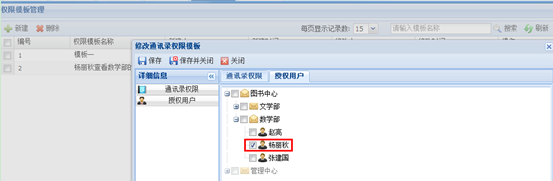 权限模板管理
新建 删除 每页显示记录数: 15 请输入模板名称 搜索 刷新
编号 权限模板名称
1 模板一
2 杨丽秋查看数学部
修改通讯录权限模板
保存 保存并关闭 关闭
详细信息
通讯录权限
授权用户
通讯录权限 授权用户
图书中心
文学部
数学部
赵高
杨丽秋
张建国
管理中心